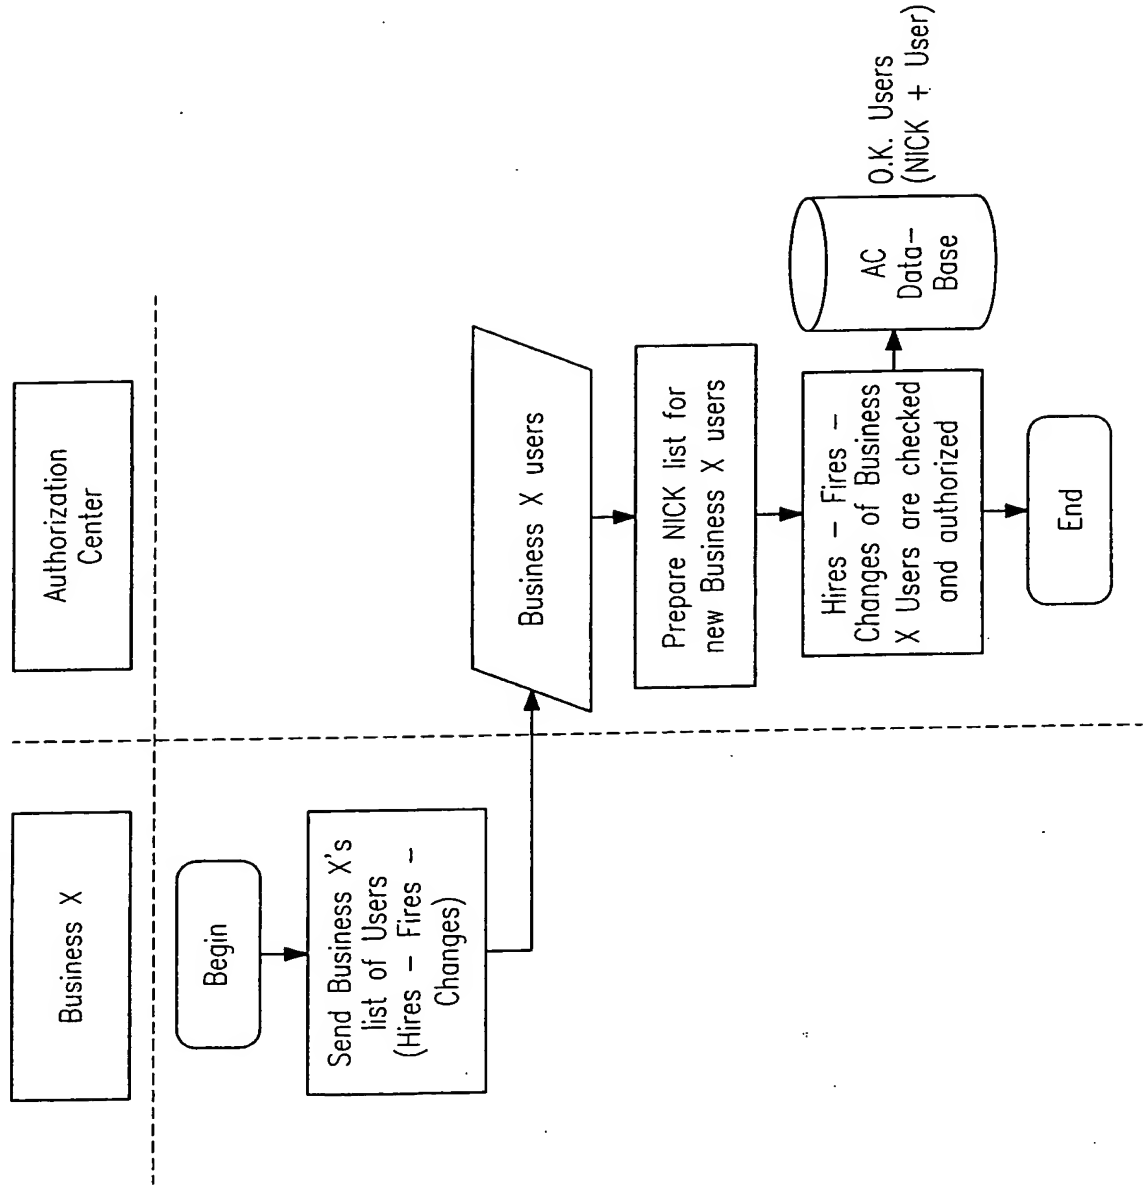 Business X
Authorization
Center
Begin
Send Business X's
list of Users
(Hires – Fires –
Changes)
Business X users
Prepare NICK list for
new Business X users
Hires – Fires –
Changes of Business
X Users are checked
and authorized
AC
Data–
Base
O.K. Users
(NICK + User)
End